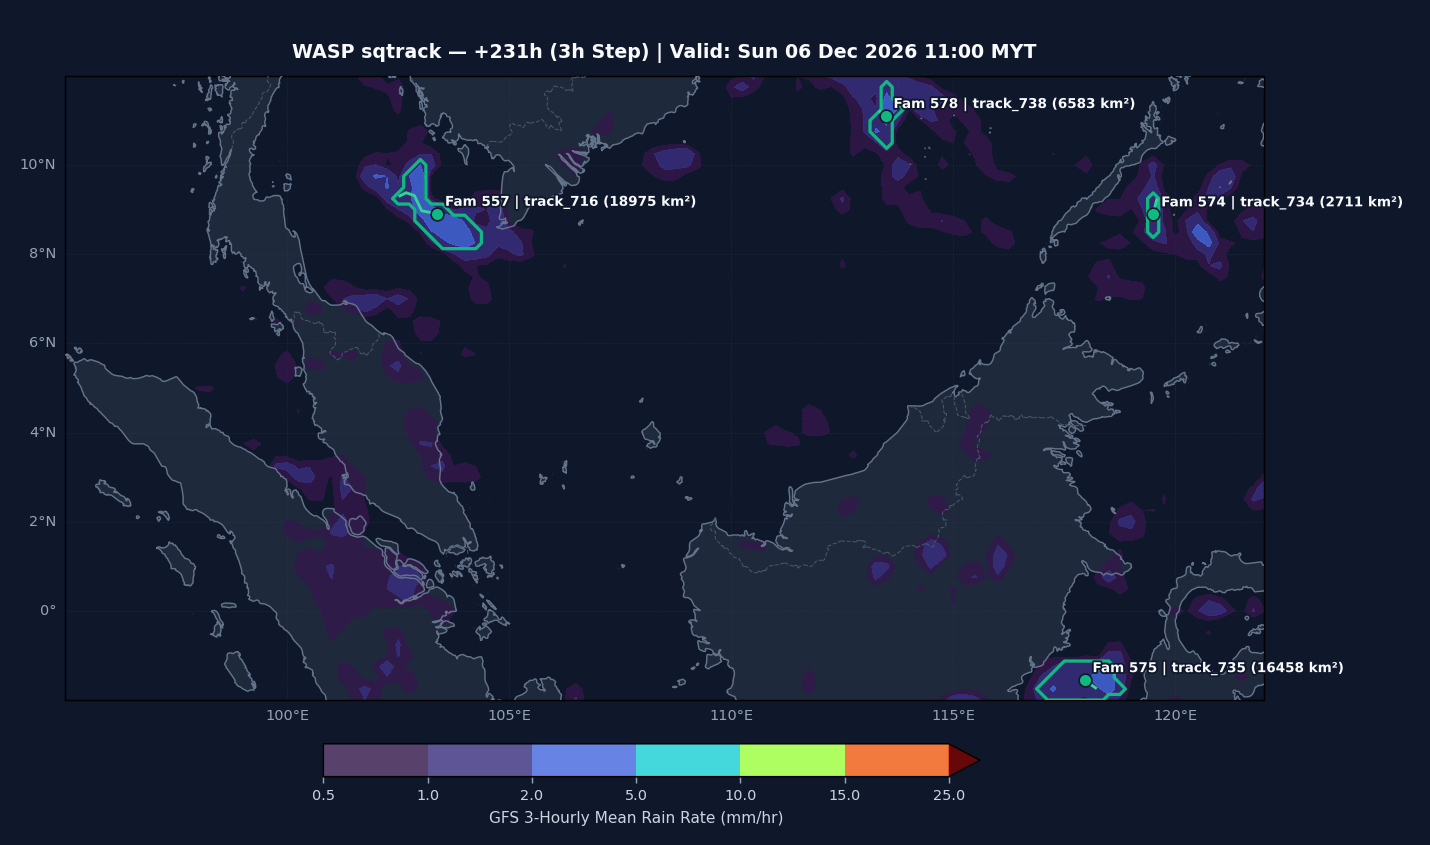 WASP sqtrack — +231h (3h Step) | Valid: Sun 06 Dec 2026 11:00 MYT
Fam 578 | track_738 (6583 km²)
10°N
Fam 557 | track_716 (18975 km²)
Fam 574 | track_734 (2711 km²)
8°N
6°N
4°N
2°N
0°
Fam 575 | track_735 (16458 km²)
100°E 105°E 110°E 115°E 120°E
0.5 1.0 2.0 5.0 10.0 15.0 25.0
GFS 3-Hourly Mean Rain Rate (mm/hr)